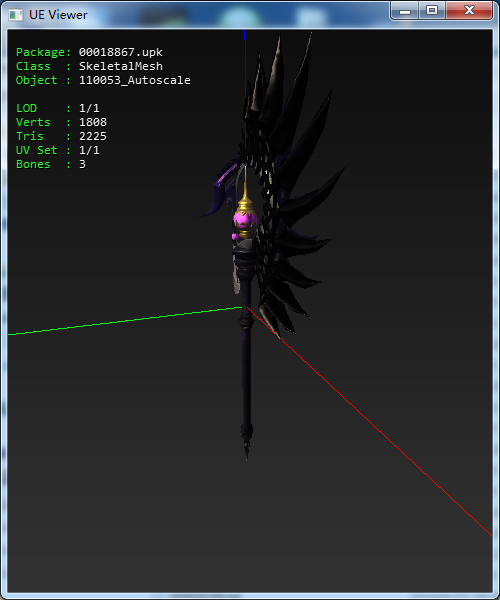 UE Viewer
Package: 00018867.upk
Class : SkeletalMesh
Object : 110053_Autoscale
LOD : 1/1
Verts : 1808
Tris : 2225
UV Set : 1/1
Bones : 3